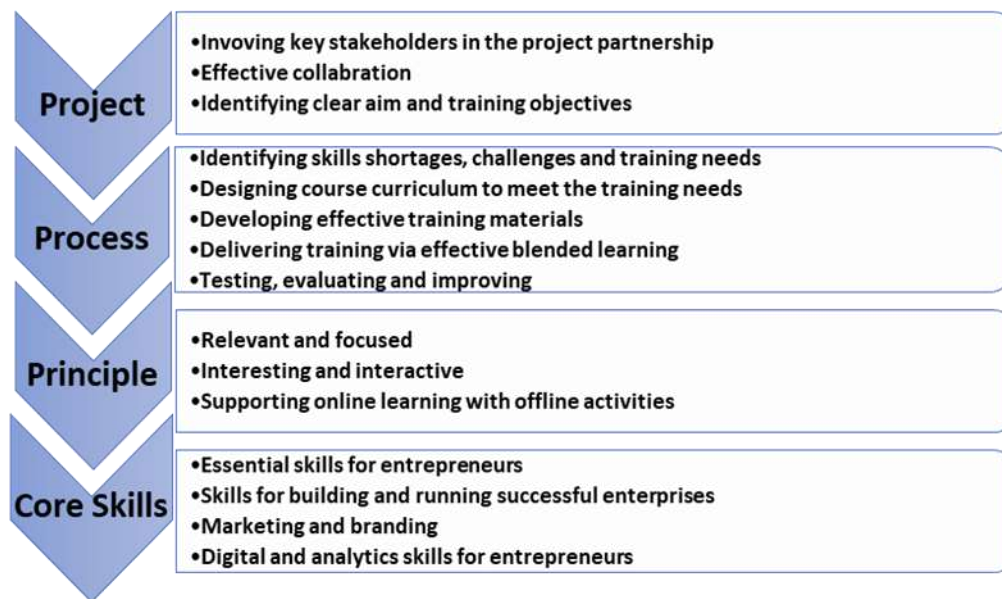 Project
•Invoving key stakeholders in the project partnership
•Effective collabration
•Identifying clear aim and training objectives
Process
•Identifying skills shortages, challenges and training needs
•Designing course curriculum to meet the training needs
•Developing effective training materials
•Delivering training via effective blended learning
•Testing, evaluating and improving
Principle
•Relevant and focused
•Interesting and interactive
•Supporting online learning with offline activities
Core Skills
•Essential skills for entrepreneurs
•Skills for building and running successful enterprises
•Marketing and branding
•Digital and analytics skills for entrepreneurs